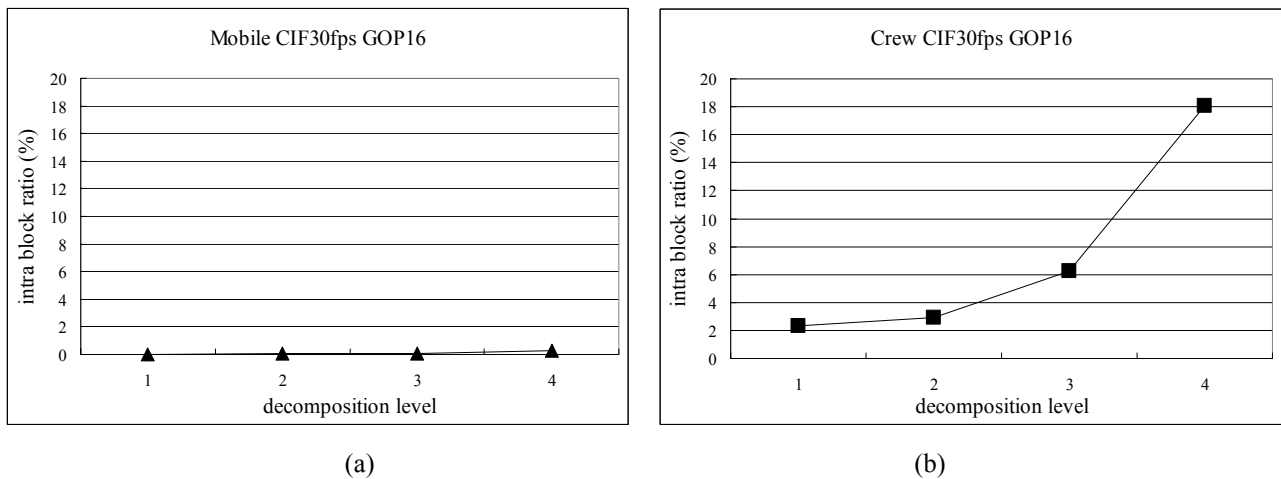 Mobile CIF30fps GOP16
intra block ratio (%)
20
18
16
14
12
10
8
6
4
2
0
1 2 3 4
decomposition level
(a)
Crew CIF30fps GOP16
intra block ratio (%)
20
18
16
14
12
10
8
6
4
2
0
1 2 3 4
decomposition level
(b)